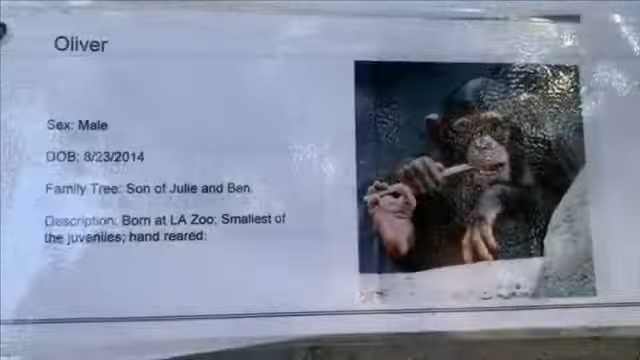 Oliver
Sex: Male
DOB: 8/23/2014
Family Tree: Son of Julie and Ben.
Description: Born at LA Zoo; Smallest of
the juveniles; hand reared.